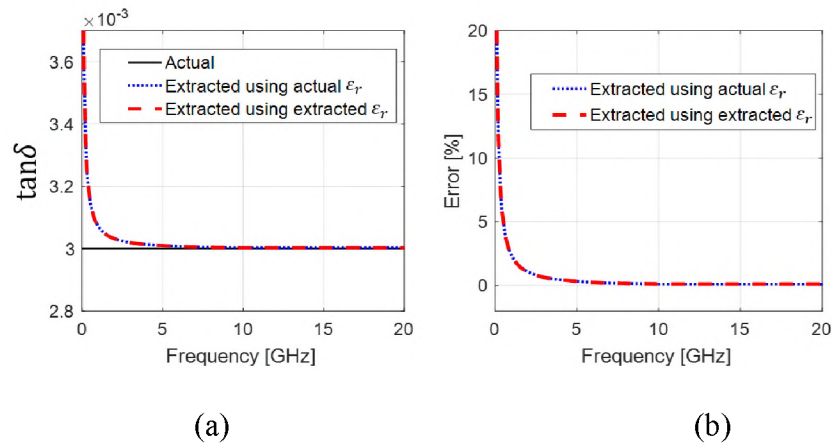 ×10⁻³
3.6
3.4
3.2
3
2.8
tanδ
Actual
Extracted using actual εᵣ
Extracted using extracted εᵣ
0 5 10 15 20
Frequency [GHz]
(a)
20
15
10
5
0
Error [%]
Extracted using actual εᵣ
Extracted using extracted εᵣ
0 5 10 15 20
Frequency [GHz]
(b)